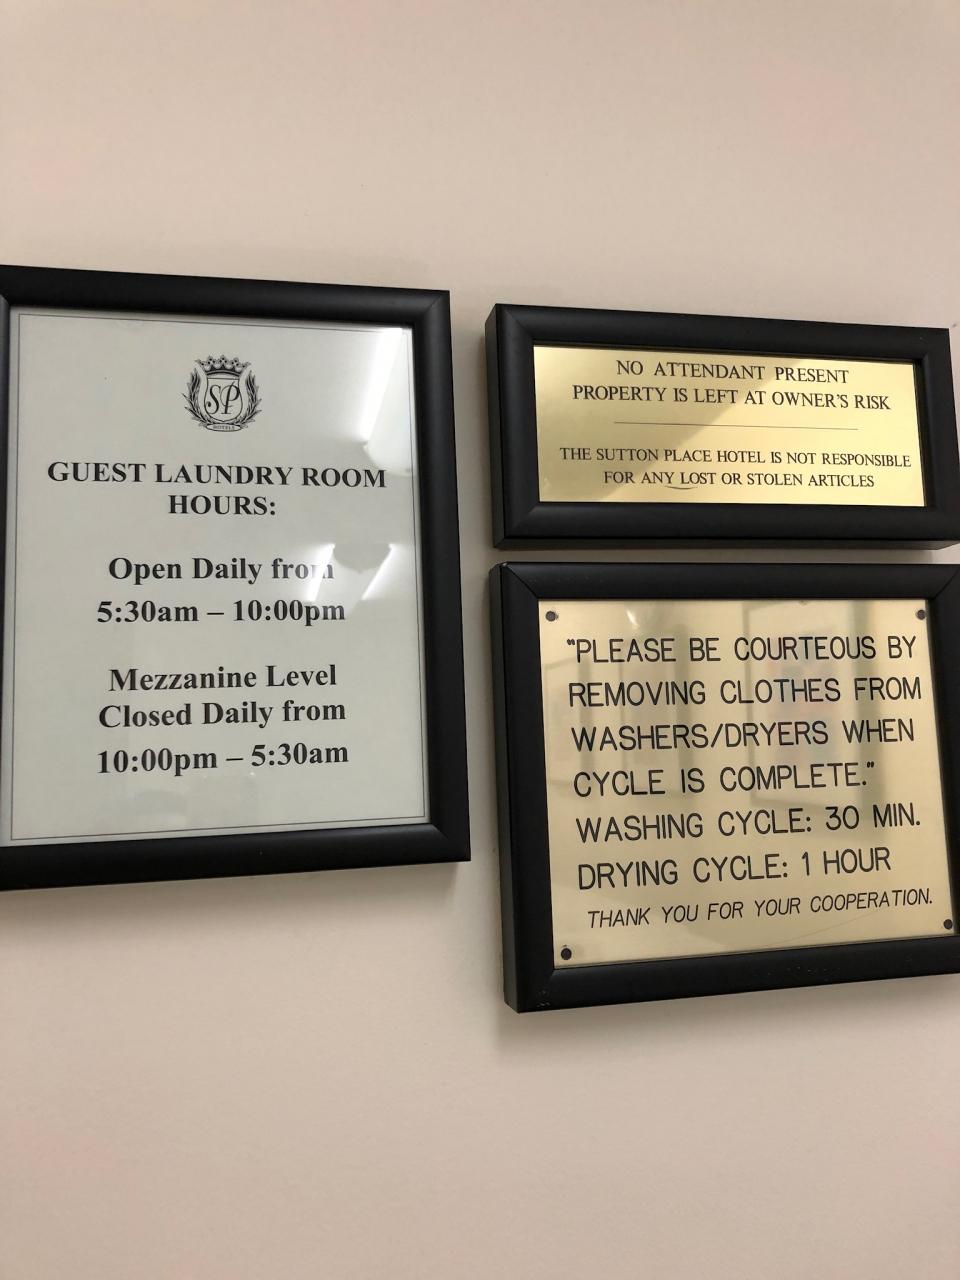 SP
HOTELS
GUEST LAUNDRY ROOM
HOURS:
Open Daily from
5:30am – 10:00pm
Mezzanine Level
Closed Daily from
10:00pm – 5:30am
NO ATTENDANT PRESENT
PROPERTY IS LEFT AT OWNER'S RISK
THE SUTTON PLACE HOTEL IS NOT RESPONSIBLE
FOR ANY LOST OR STOLEN ARTICLES
"PLEASE BE COURTEOUS BY
REMOVING CLOTHES FROM
WASHERS/DRYERS WHEN
CYCLE IS COMPLETE."
WASHING CYCLE: 30 MIN.
DRYING CYCLE: 1 HOUR
THANK YOU FOR YOUR COOPERATION.